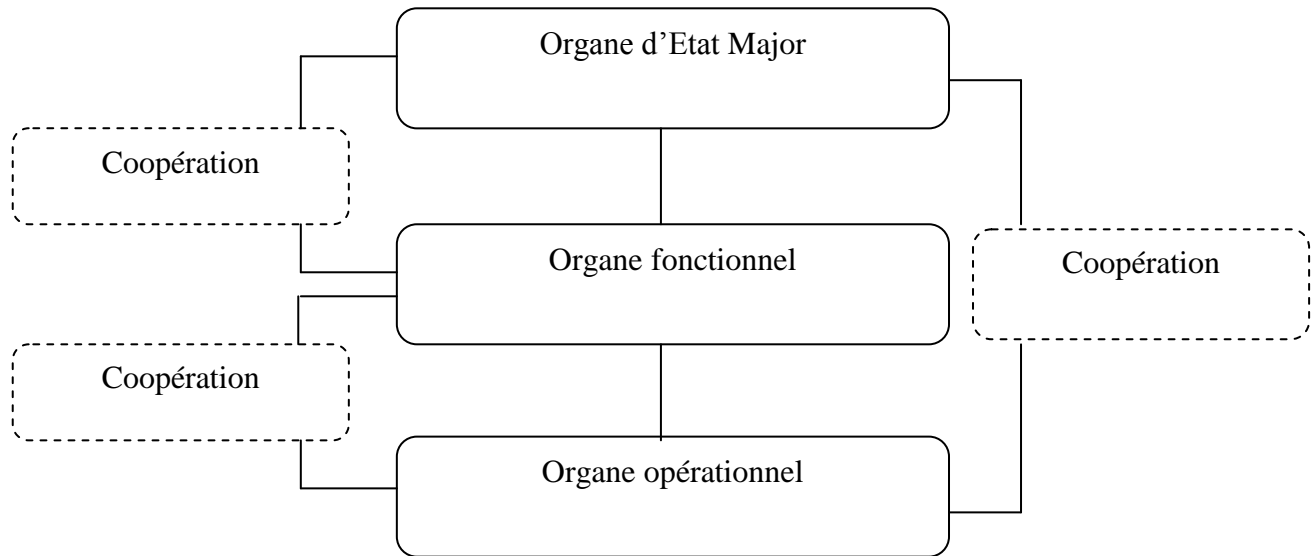 Organe d’Etat Major
Coopération
Organe fonctionnel
Coopération
Coopération
Organe opérationnel